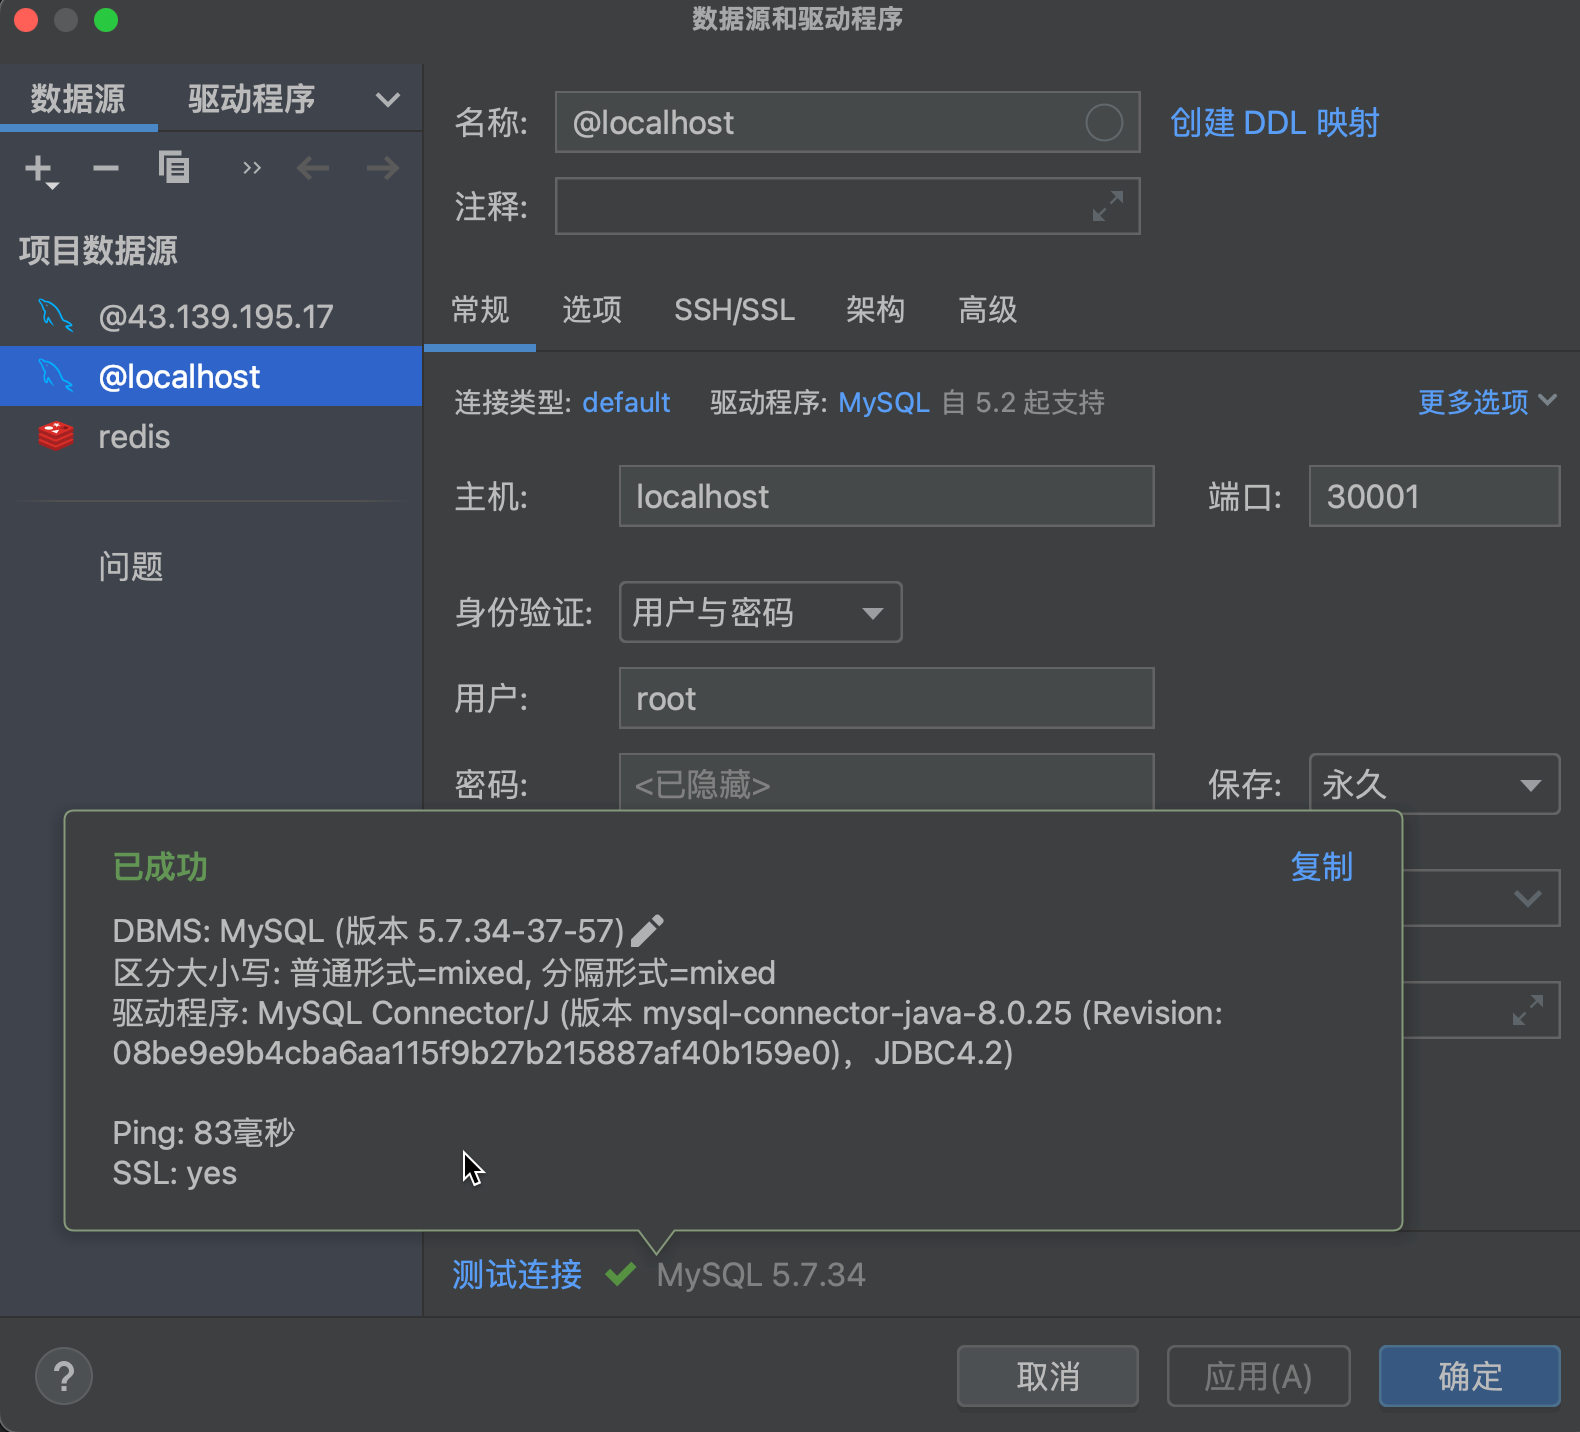 数据源和驱动程序
数据源 驱动程序
项目数据源
@43.139.195.17
@localhost
redis
问题
名称: @localhost 创建 DDL 映射
注释:
常规 选项 SSH/SSL 架构 高级
连接类型: default 驱动程序: MySQL 自 5.2 起支持 更多选项
主机: localhost 端口: 30001
身份验证: 用户与密码
用户: root
密码: <已隐藏> 保存: 永久
已成功 复制
DBMS: MySQL (版本 5.7.34-37-57)
区分大小写: 普通形式=mixed, 分隔形式=mixed
驱动程序: MySQL Connector/J (版本 mysql-connector-java-8.0.25 (Revision:
08be9e9b4cba6aa115f9b27b215887af40b159e0)，JDBC4.2)
Ping: 83毫秒
SSL: yes
测试连接 MySQL 5.7.34
? 取消 应用(A) 确定